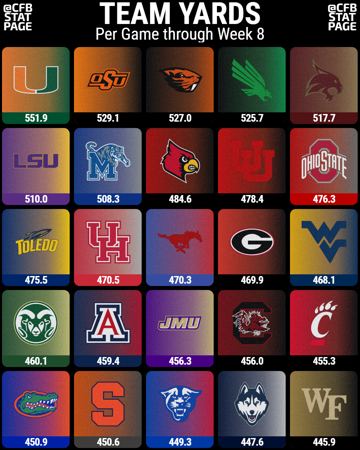 @CFB
STAT
PAGE
TEAM YARDS
Per Game through Week 8
@CFB
STAT
PAGE
U
OSU
551.9
529.1
527.0
525.7
517.7
LSU
M
OHIO STATE
510.0
508.3
484.6
478.4
476.3
TOLEDO
UH
G
WV
475.5
470.5
470.3
469.9
468.1
A
JMU
C
C
460.1
459.4
456.3
456.0
455.3
S
WF
450.9
450.6
449.3
447.6
445.9